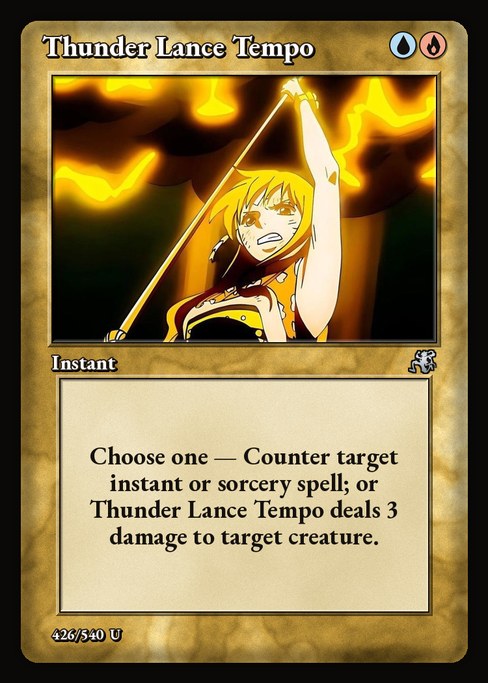 Thunder Lance Tempo
Instant
Choose one — Counter target
instant or sorcery spell; or
Thunder Lance Tempo deals 3
damage to target creature.
426/540 U